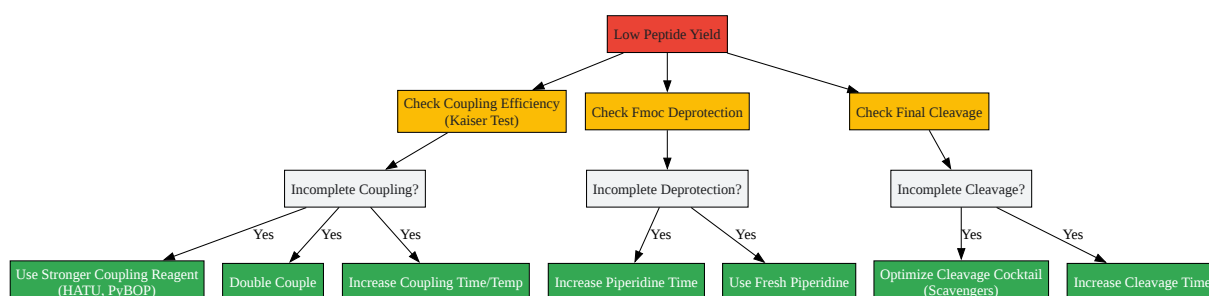 Low Peptide Yield
Check Coupling Efficiency
(Kaiser Test)
Check Fmoc Deprotection
Check Final Cleavage
Incomplete Coupling?
Incomplete Deprotection?
Incomplete Cleavage?
Yes
Yes
Yes
Yes
Yes
Yes
Yes
Use Stronger Coupling Reagent
(HATU, PyBOP)
Double Couple
Increase Coupling Time/Temp
Increase Piperidine Time
Use Fresh Piperidine
Optimize Cleavage Cocktail
(Scavengers)
Increase Cleavage Time